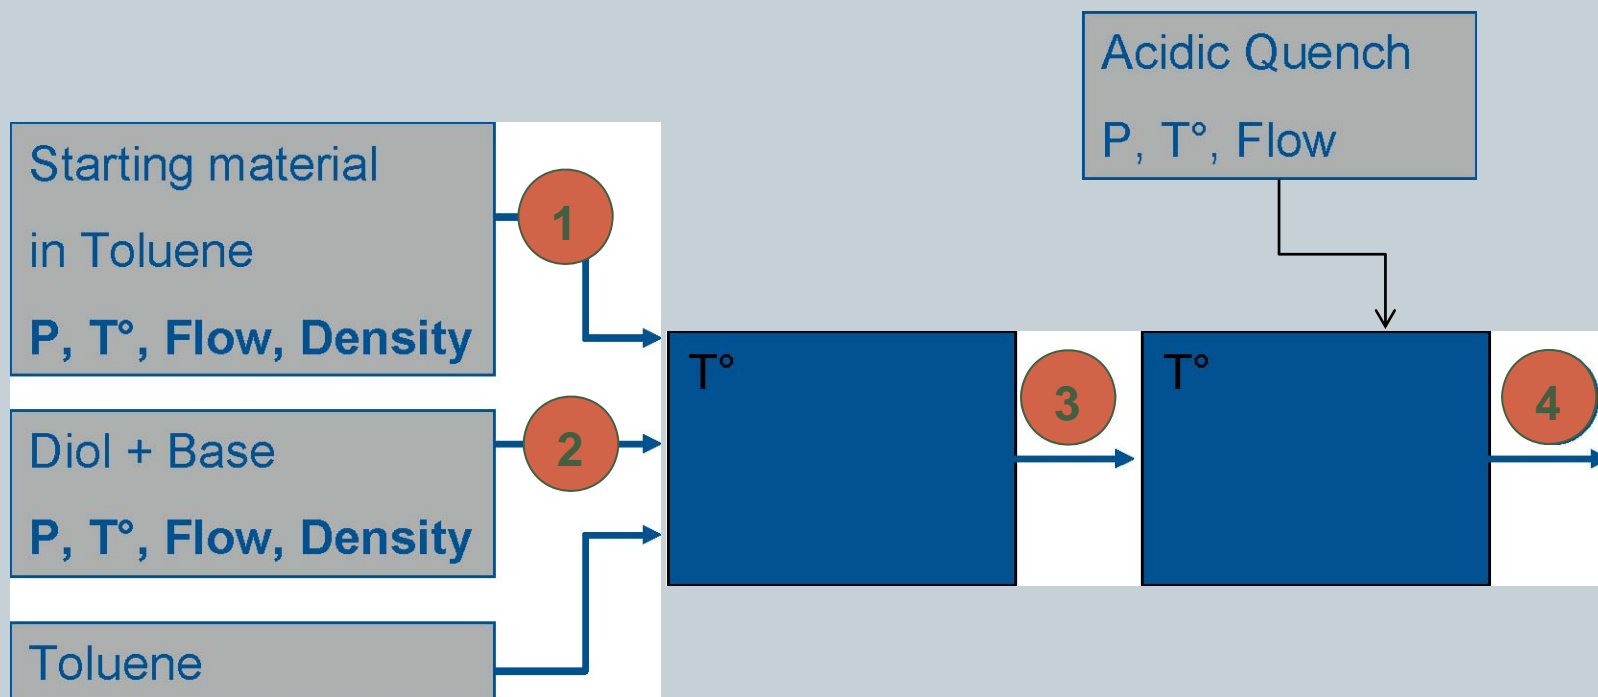 Acidic Quench
P, T°, Flow
Starting material
in Toluene
P, T°, Flow, Density
1
Diol + Base
P, T°, Flow, Density
2
Toluene
T°
3
T°
4